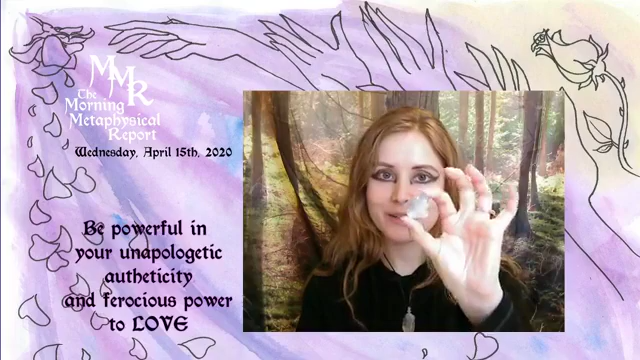 MMR
The
Morning
Metaphysical
Report
Wednesday, April 15th, 2020
Be powerful in
your unapologetic
autheticity
and ferocious power
to LOVE